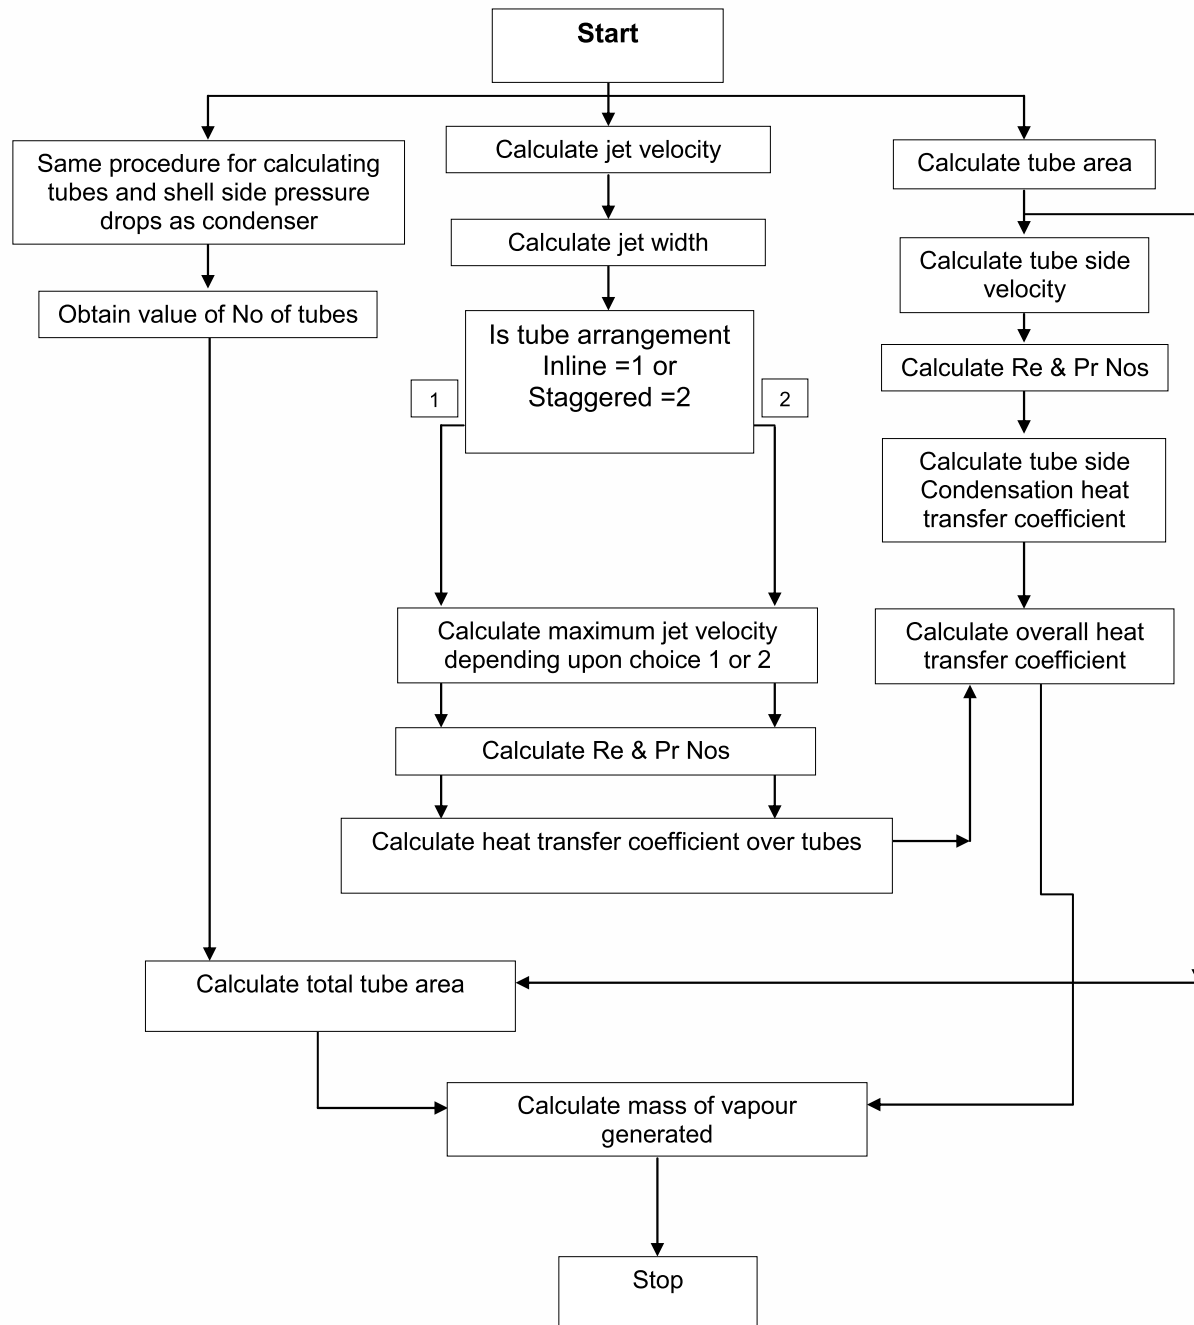 Start
Same procedure for calculating
tubes and shell side pressure
drops as condenser
Obtain value of No of tubes
Calculate jet velocity
Calculate jet width
Is tube arrangement
Inline =1 or
Staggered =2
1
2
Calculate maximum jet velocity
depending upon choice 1 or 2
Calculate Re & Pr Nos
Calculate heat transfer coefficient over tubes
Calculate tube area
Calculate tube side
velocity
Calculate Re & Pr Nos
Calculate tube side
Condensation heat
transfer coefficient
Calculate overall heat
transfer coefficient
Calculate total tube area
Calculate mass of vapour
generated
Stop